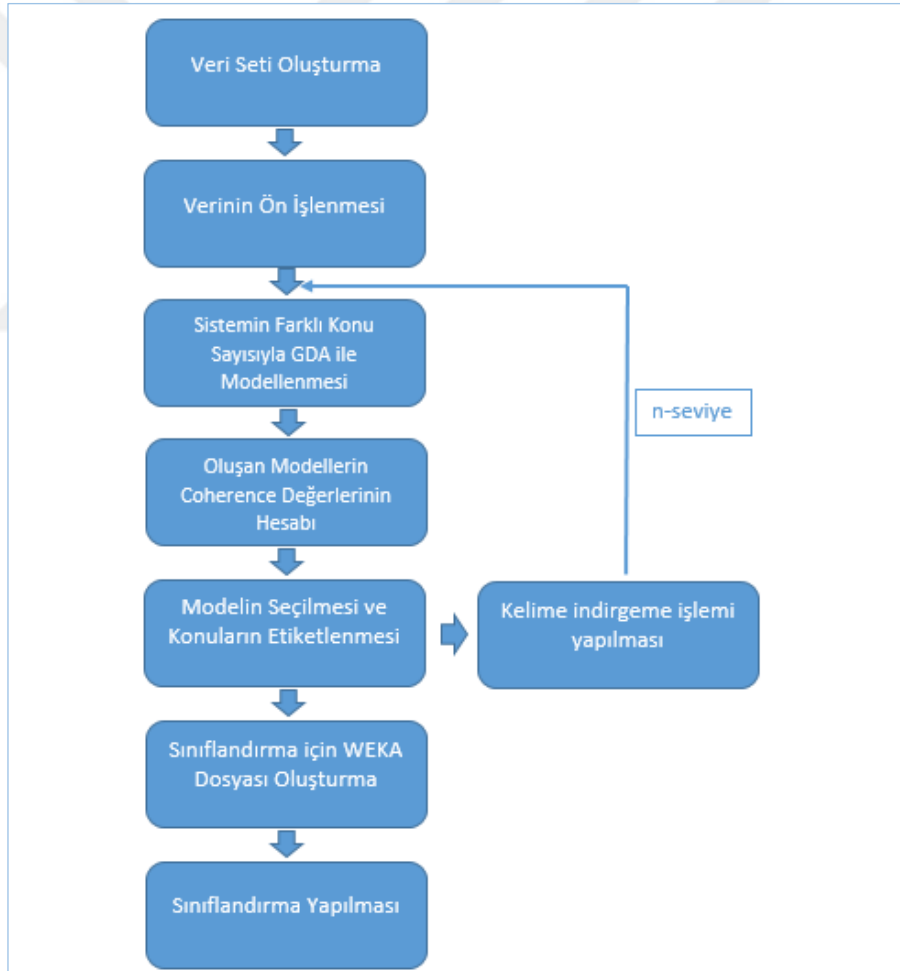 Veri Seti Oluşturma
Verinin Ön İşlenmesi
Sistemin Farklı Konu
Sayısıyla GDA ile
Modellenmesi
n-seviye
Oluşan Modellerin
Coherence Değerlerinin
Hesabı
Modelin Seçilmesi ve
Konuların Etiketlenmesi
Kelime indirgeme işlemi
yapılması
Sınıflandırma için WEKA
Dosyası Oluşturma
Sınıflandırma Yapılması